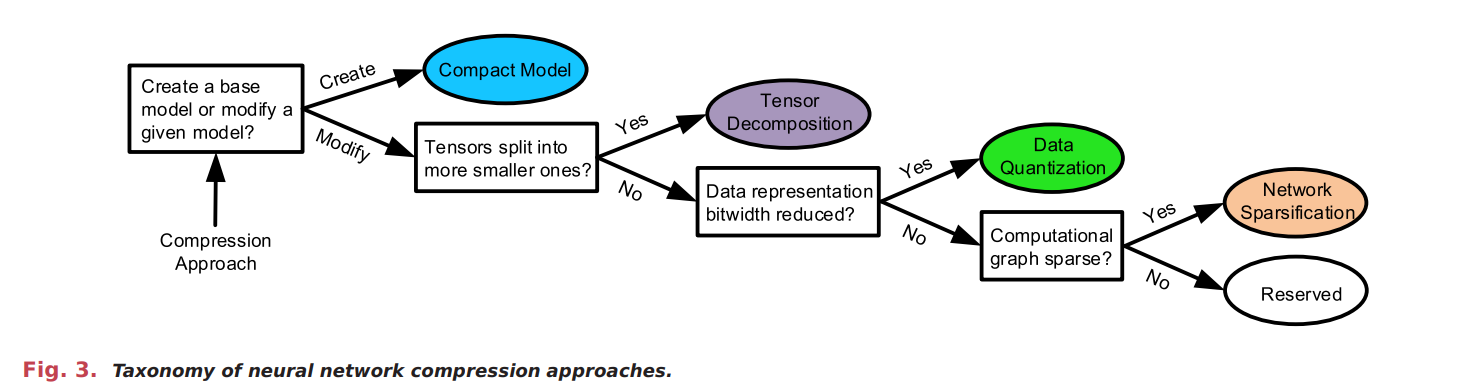 Create a base
model or modify a
given model?
Create
Compact Model
Modify
Tensors split into
more smaller ones?
Yes
Tensor
Decomposition
No
Data representation
bitwidth reduced?
Yes
Data
Quantization
No
Computational
graph sparse?
Yes
Network
Sparsification
No
Reserved
Compression
Approach
Fig. 3. Taxonomy of neural network compression approaches.